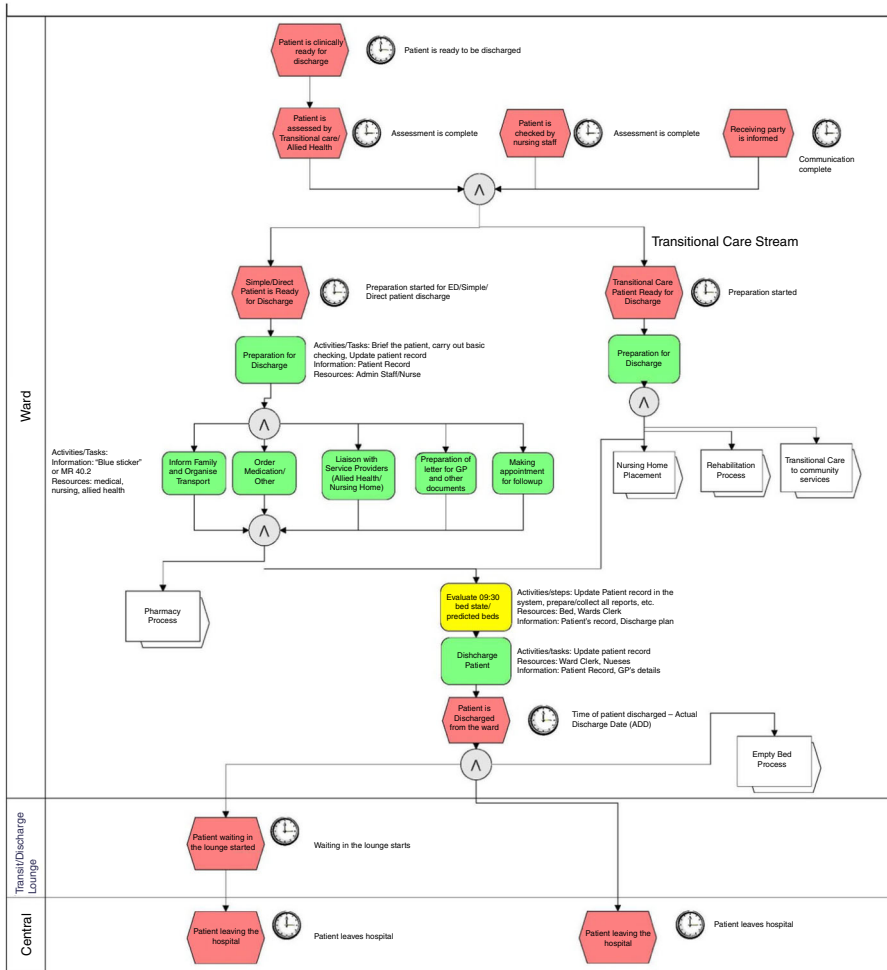 Patient is clinically
ready for
discharge
Patient is ready to be discharged
Patient is
assessed by
Transitional care/
Allied Health
Assessment is complete
Patient is
checked by
nursing staff
Assessment is complete
Receiving party
is informed
Communication
complete
Λ
Transitional Care Stream
Simple/Direct
Patient is Ready
for Discharge
Preparation started for ED/Simple/
Direct patient discharge
Transitional Care
Patient Ready for
Discharge
Preparation started
Preparation for
Discharge
Activities/Tasks: Brief the patient, carry out basic
checking, Update patient record
Information: Patient Record
Resources: Admin Staff/Nurse
Preparation for
Discharge
Λ
Λ
Ward
Activities/Tasks:
Information: “Blue sticker”
or MR 40.2
Resources: medical,
nursing, allied health
Inform Family
and Organise
Transport
Order
Medication/
Other
Liaison with
Service Providers
(Allied Health/
Nursing Home)
Preparation of
letter for GP
and other
documents
Making
appointment
for followup
Nursing Home
Placement
Rehabilitation
Process
Transitional Care
to community
services
Λ
Pharmacy
Process
Evaluate 09:30
bed state/
predicted beds
Activities/steps: Update Patient record in the
system, prepare/collect all reports, etc.
Resources: Bed, Wards Clerk
Information: Patient's record, Discharge plan
Dishcharge
Patient
Activities/tasks: Update patient record
Resources: Ward Clerk, Nueses
Information: Patient Record, GP's details
Patient is
Discharged
from the ward
Time of patient discharged – Actual
Discharge Date (ADD)
Λ
Empty Bed
Process
Transit/Discharge
Lounge
Patient waiting in
the lounge started
Waiting in the lounge starts
Central
Patient leaving the
hospital
Patient leaves hospital
Patient leaving the
hospital
Patient leaves hospital